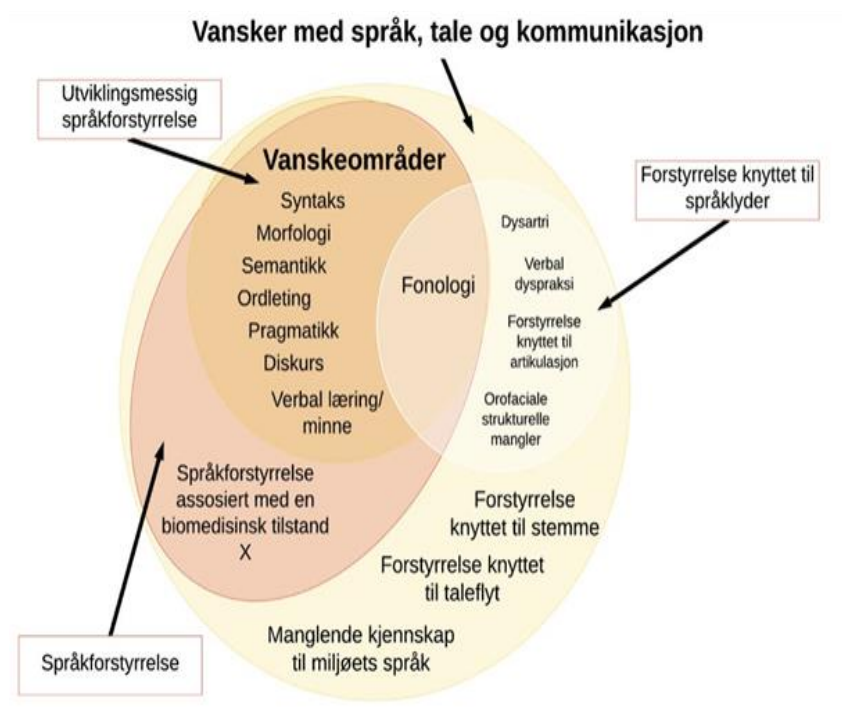 Vansker med språk, tale og kommunikasjon
Utviklingsmessig
språkforstyrrelse
Vanskeområder
Syntaks
Morfologi
Semantikk
Ordleting
Pragmatikk
Diskurs
Verbal læring/
minne
Fonologi
Dysartri
Verbal
dyspraksi
Forstyrrelse
knyttet til
artikulasjon
Orofaciale
strukturelle
mangler
Forstyrrelse knyttet til
språklyder
Språkforstyrrelse
assosiert med en
biomedisinsk tilstand
X
Forstyrrelse
knyttet til stemme
Forstyrrelse knyttet
til taleflyt
Manglende kjennskap
til miljøets språk
Språkforstyrrelse